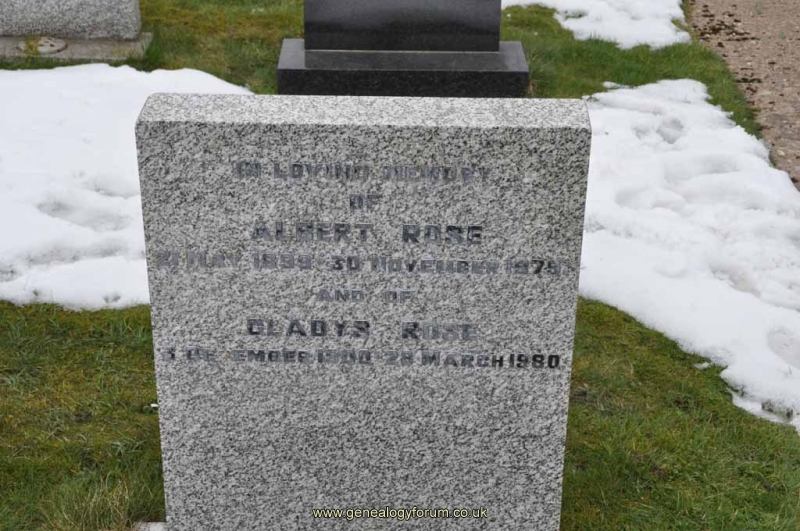 IN LOVING MEMORY
OF
ALBERT ROSE
MAY 1899 - 30 NOVEMBER 1979
AND OF
GLADYS ROSE
DECEMBER 1900 - 28 MARCH 1980
www.genealogyforum.co.uk